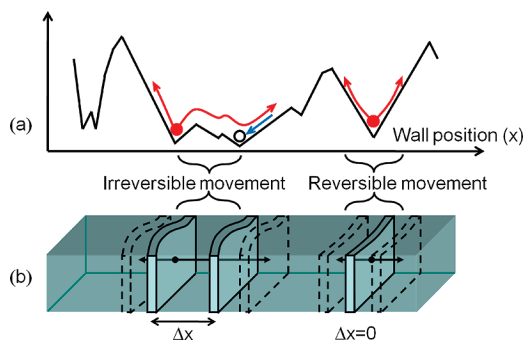 (a)
Wall position (x)
Irreversible movement
Reversible movement
(b)
Δx
Δx=0